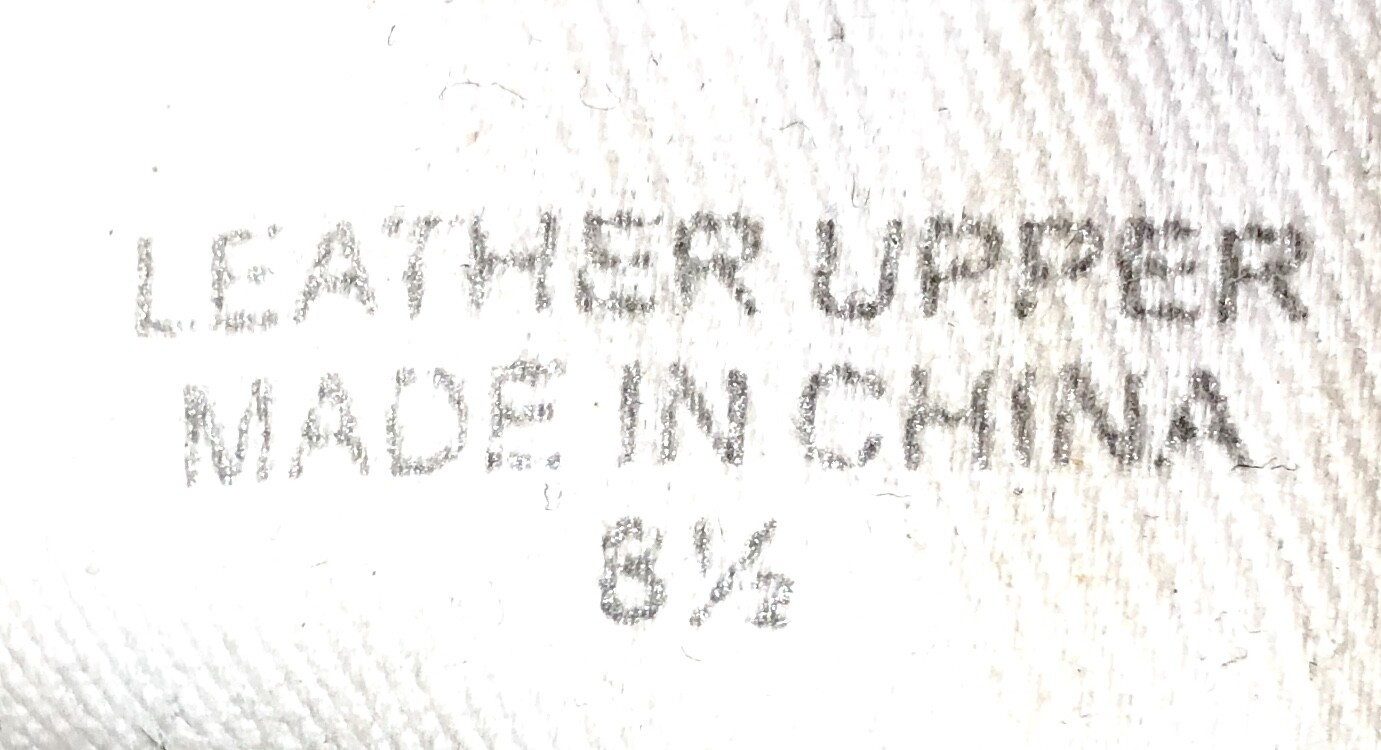 LEATHER UPPER
MADE IN CHINA
8½